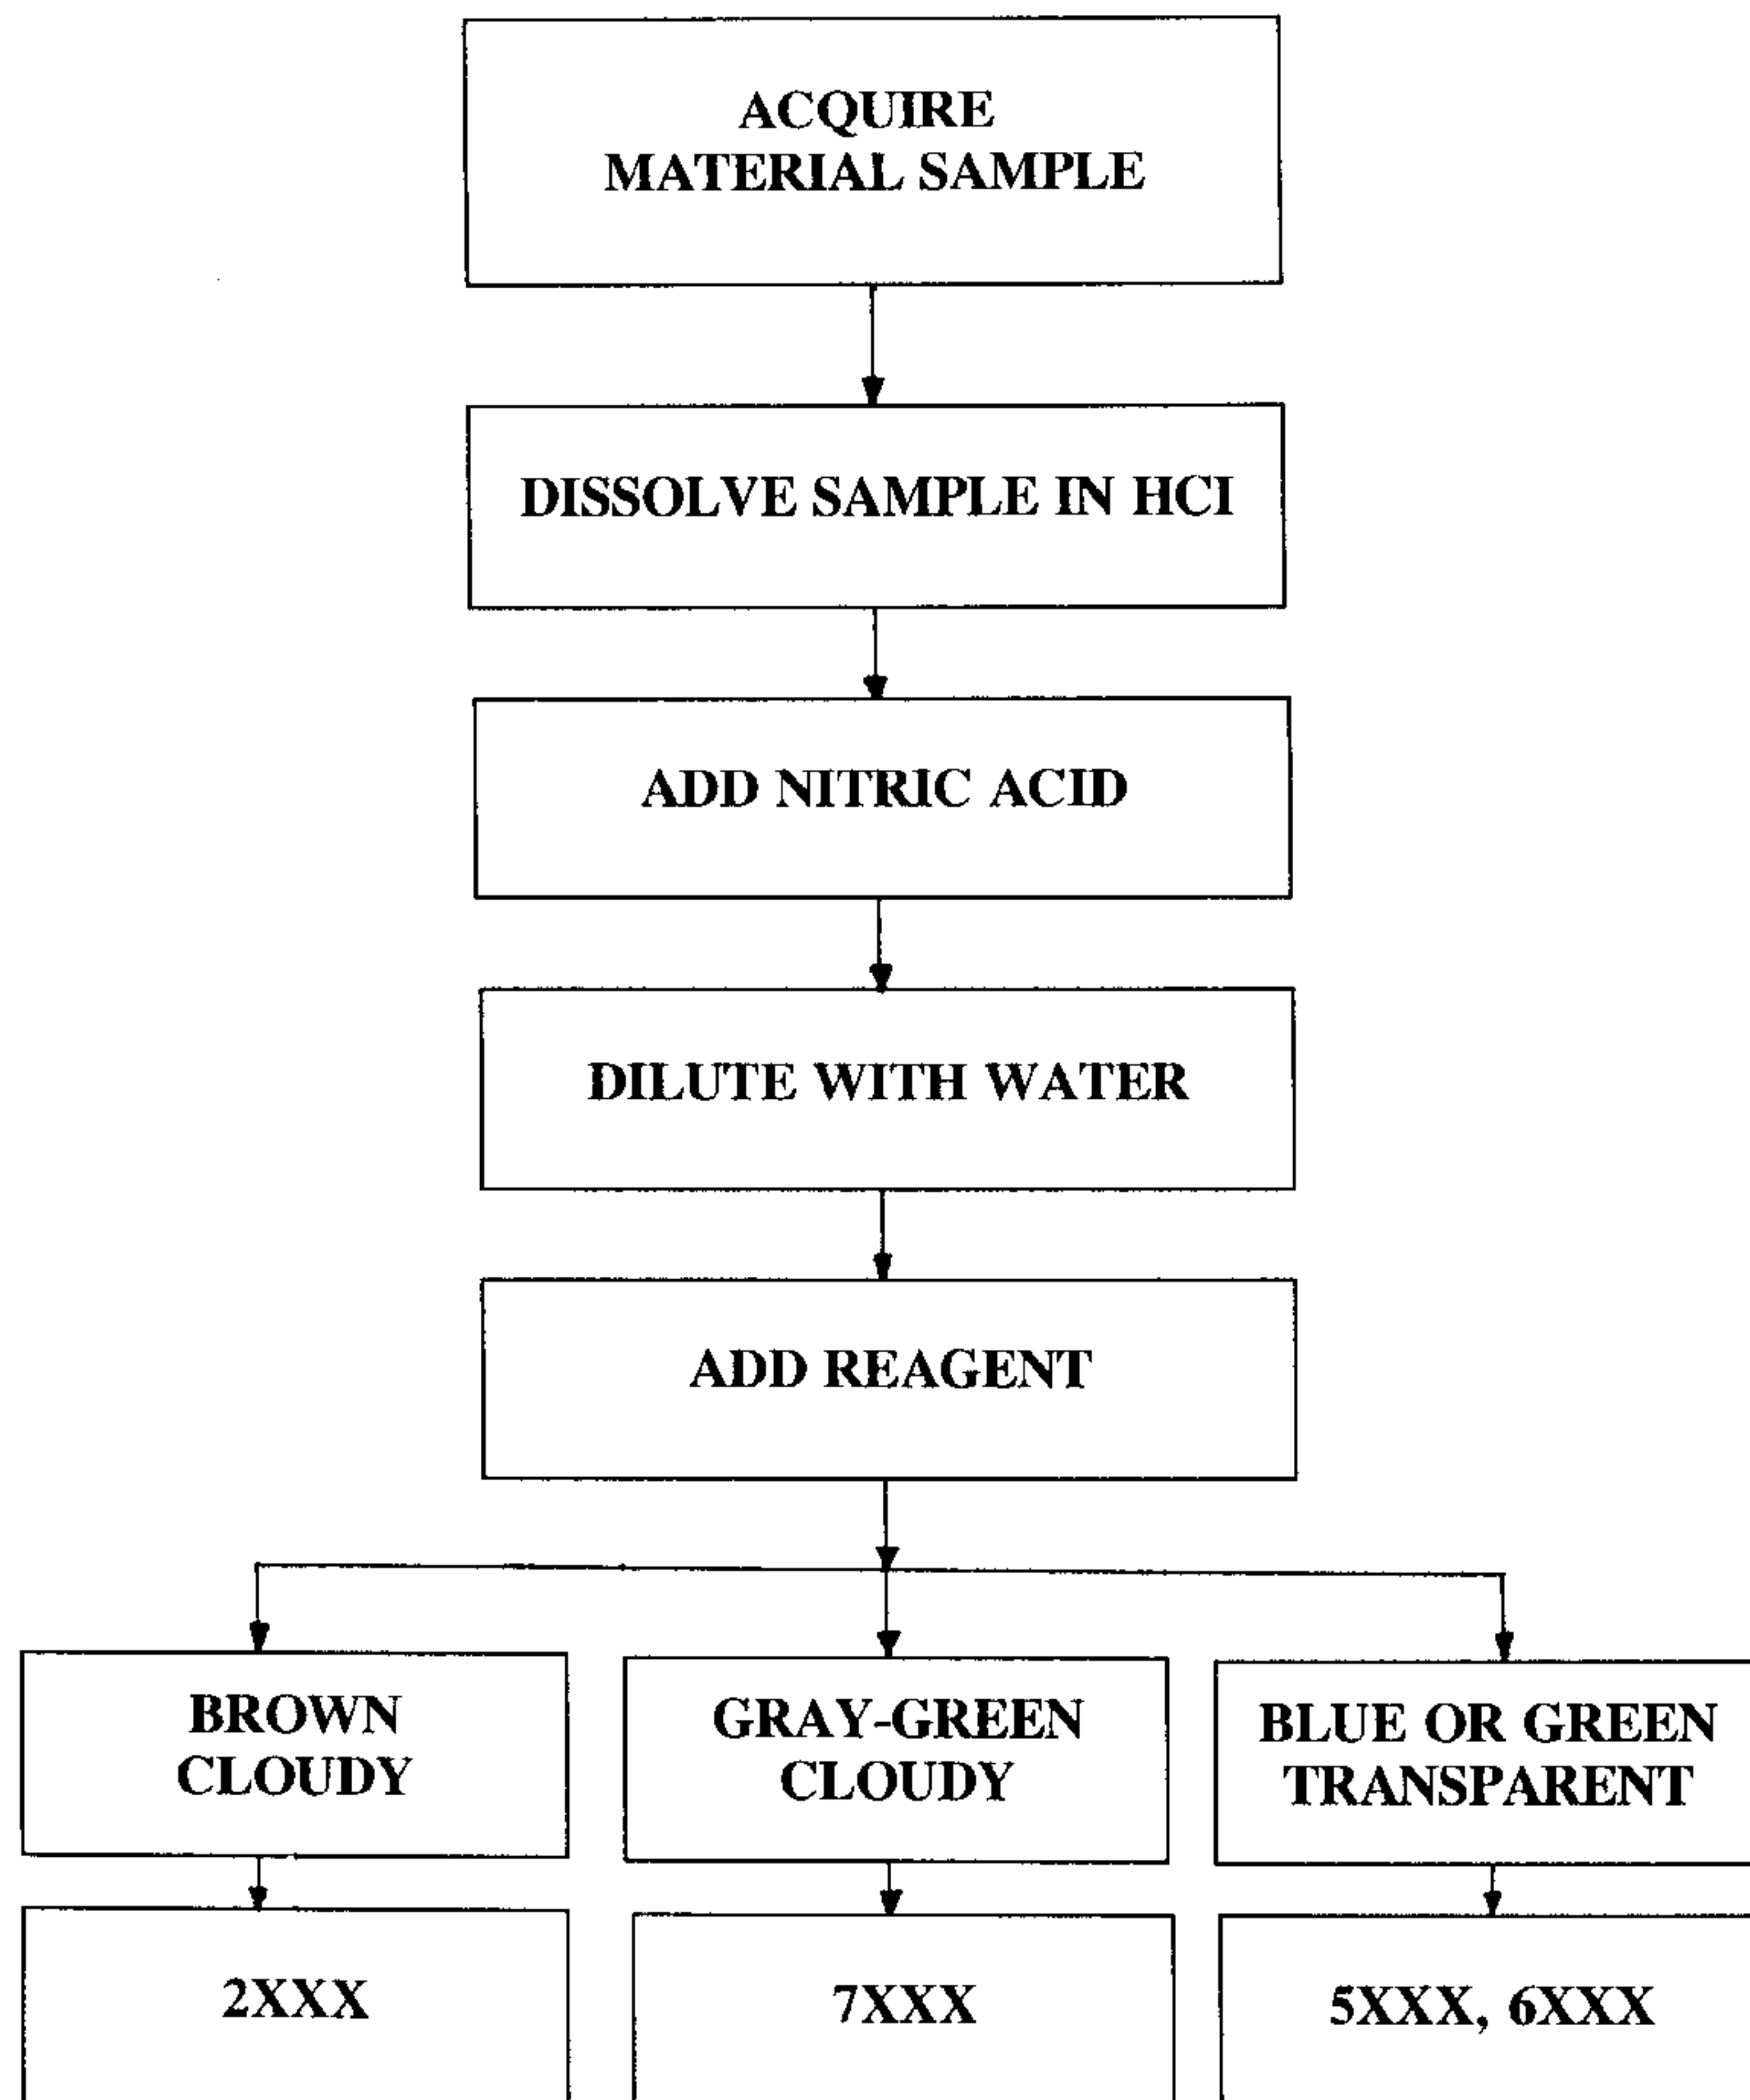 ACQUIRE
MATERIAL SAMPLE
DISSOLVE SAMPLE IN HCI
ADD NITRIC ACID
DILUTE WITH WATER
ADD REAGENT
BROWN
CLOUDY
GRAY-GREEN
CLOUDY
BLUE OR GREEN
TRANSPARENT
2XXX
7XXX
5XXX, 6XXX